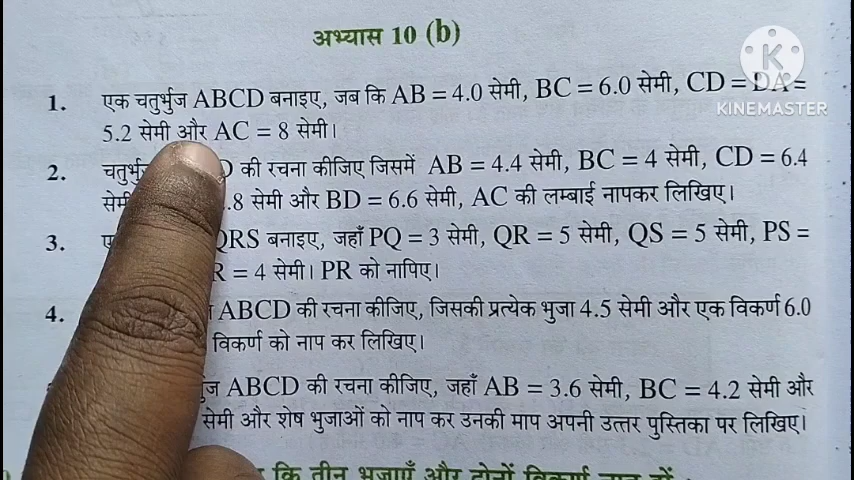 अभ्यास 10 (b)
K
KINEMASTER
1. एक चतुर्भुज ABCD बनाइए, जब कि AB = 4.0 सेमी, BC = 6.0 सेमी, CD = DA =
5.2 सेमी और AC = 8 सेमी।
2. D की रचना कीजिए जिसमें AB = 4.4 सेमी, BC = 4 सेमी, CD = 6.4
.8 सेमी और BD = 6.6 सेमी, AC की लम्बाई नापकर लिखिए।
3. QRS बनाइए, जहाँ PQ = 3 सेमी, QR = 5 सेमी, QS = 5 सेमी, PS =
R = 4 सेमी। PR को नापिए।
4. ABCD की रचना कीजिए, जिसकी प्रत्येक भुजा 4.5 सेमी और एक विकर्ण 6.0
विकर्ण को नाप कर लिखिए।
ABCD की रचना कीजिए, जहाँ AB = 3.6 सेमी, BC = 4.2 सेमी और
सेमी और शेष भुजाओं को नाप कर उनकी माप अपनी उत्तर पुस्तिका पर लिखिए।
कि तीन भुजाएँ और दोनों विकर्ण